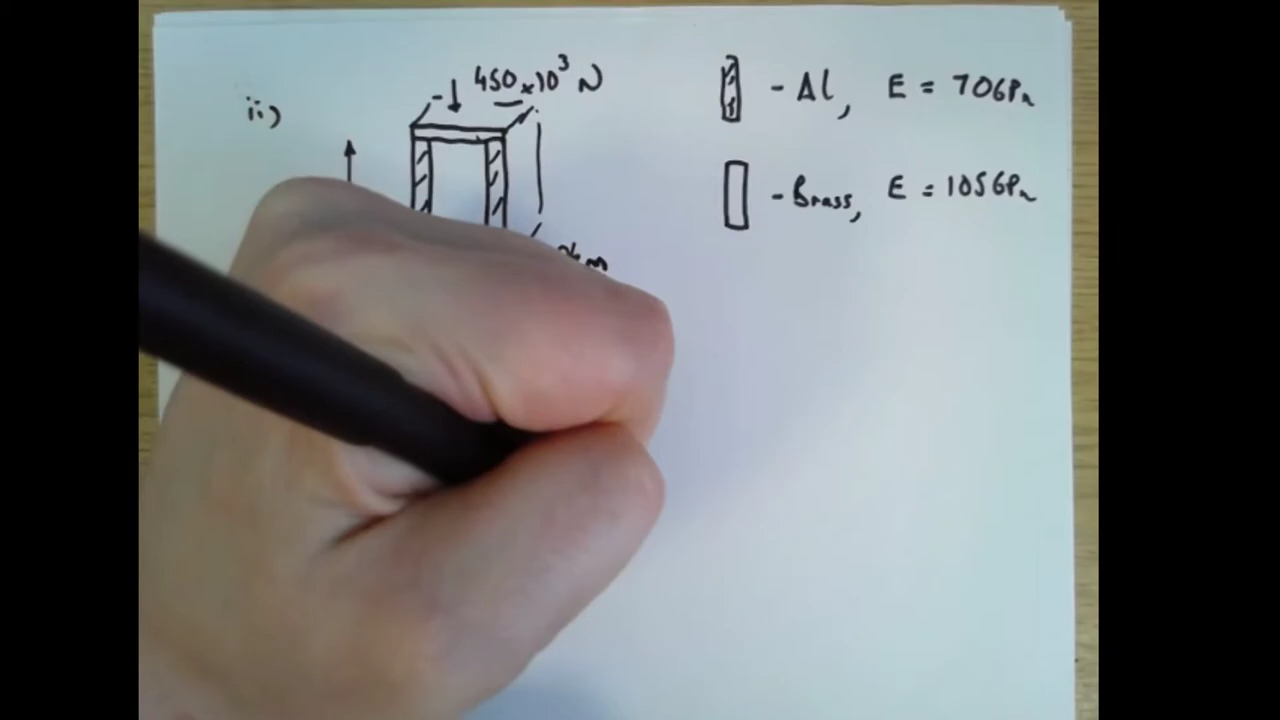 ii)
450×10³ N
- Al, E = 70GPa
- Brass, E = 105GPa